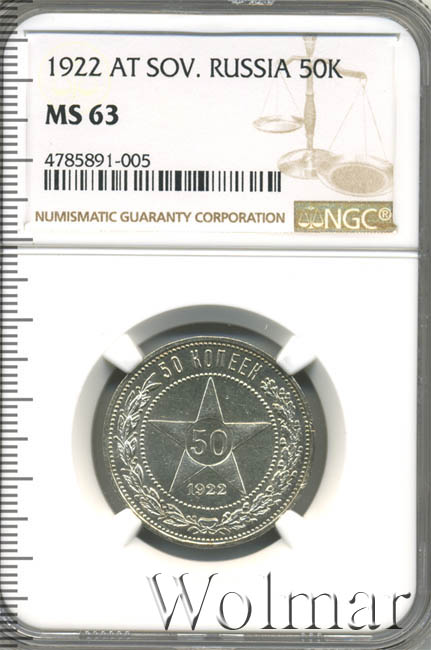 1922 AT SOV. RUSSIA 50K
MS 63
4785891-005
NUMISMATIC GUARANTY CORPORATION
NGC®
50 КОПЕЕК
50
1922
Wolmar